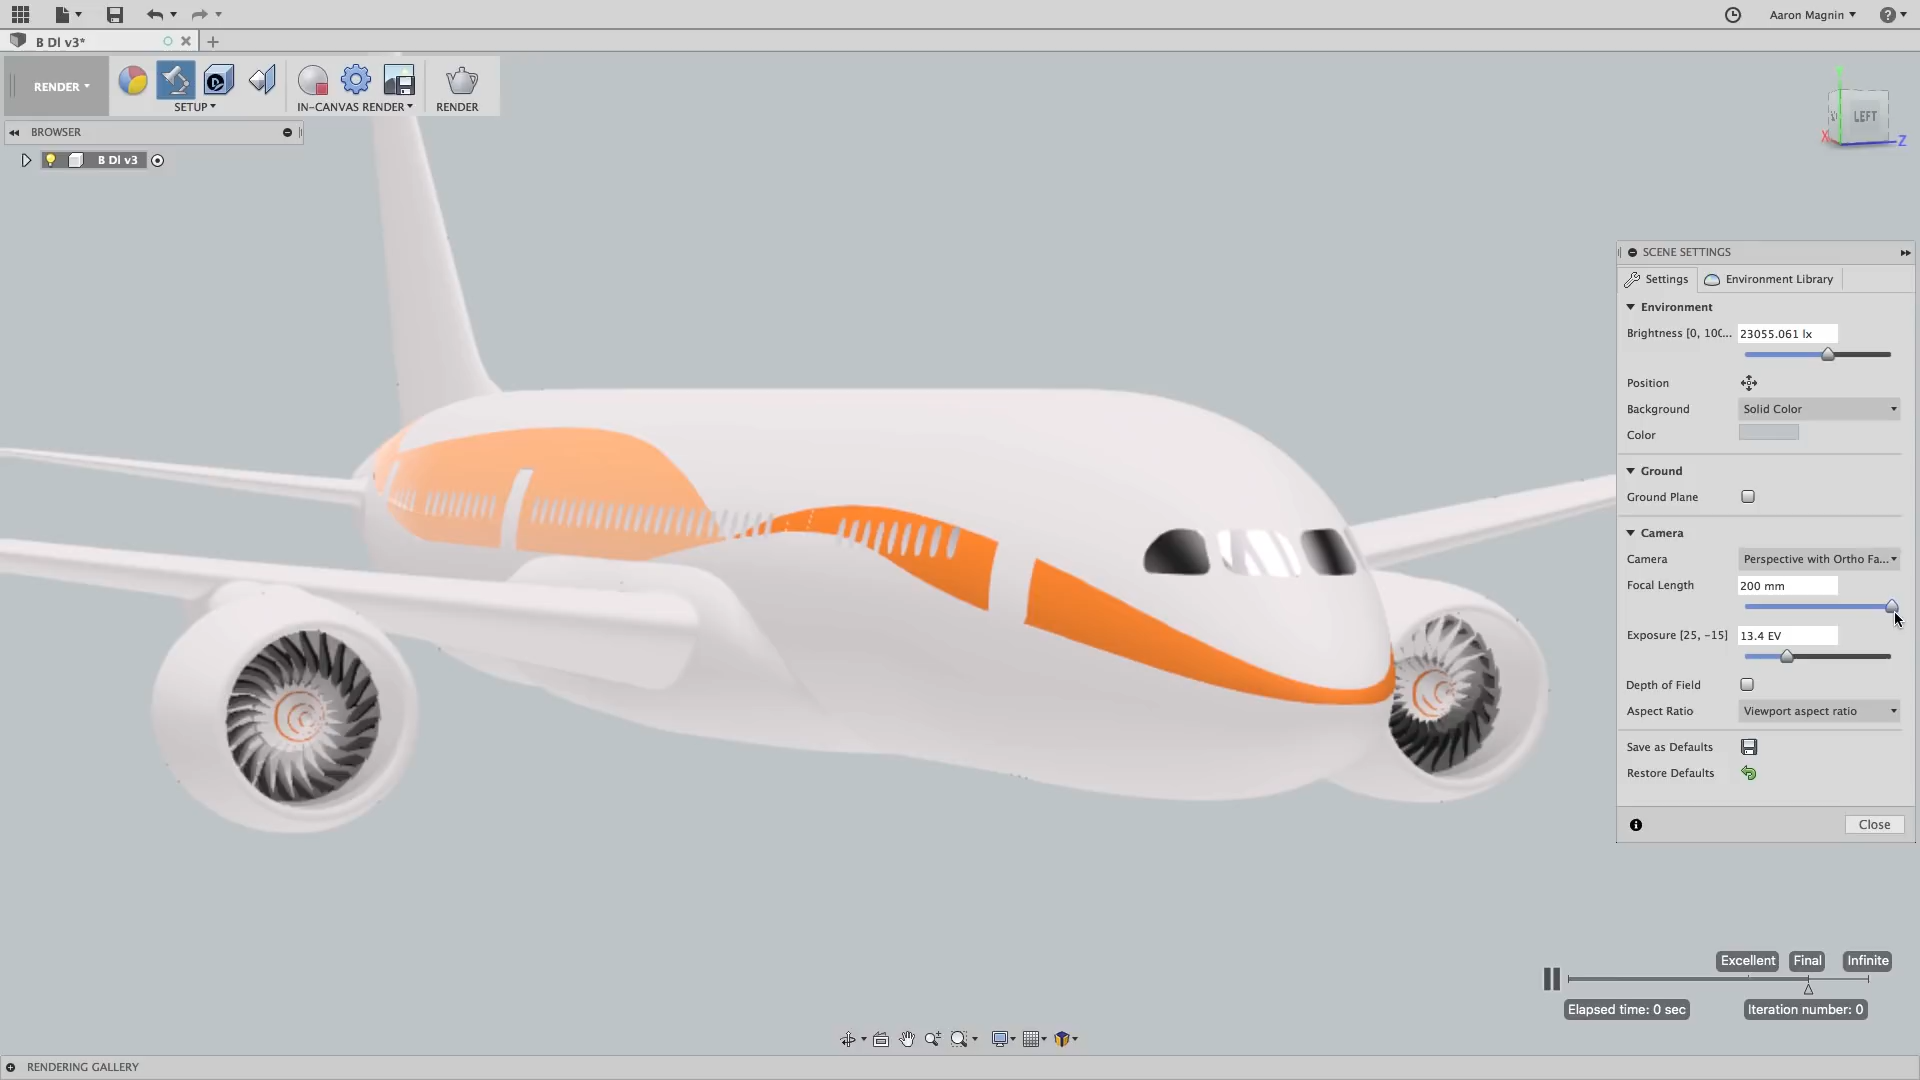 Aaron Magnin
B Dl v3*
RENDER
SETUP
IN-CANVAS RENDER
RENDER
BROWSER
B Dl v3
LEFT
X
Z
SCENE SETTINGS
Settings
Environment Library
Environment
Brightness [0, 100... 23055.061 lx
Position
Background Solid Color
Color
Ground
Ground Plane
Camera
Camera Perspective with Ortho Fa...
Focal Length 200 mm
Exposure [25, -15] 13.4 EV
Depth of Field
Aspect Ratio Viewport aspect ratio
Save as Defaults
Restore Defaults
Close
Excellent Final Infinite
Elapsed time: 0 sec Iteration number: 0
RENDERING GALLERY